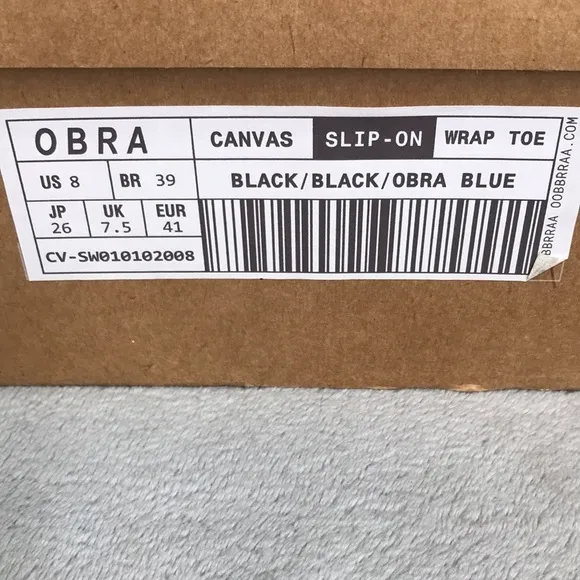 OBRA
CANVAS SLIP-ON WRAP TOE
US 8 BR 39
BLACK/BLACK/OBRA BLUE
JP 26 UK 7.5 EUR 41
CV-SW010102008
BBRRAA OOBBRRAA.COM